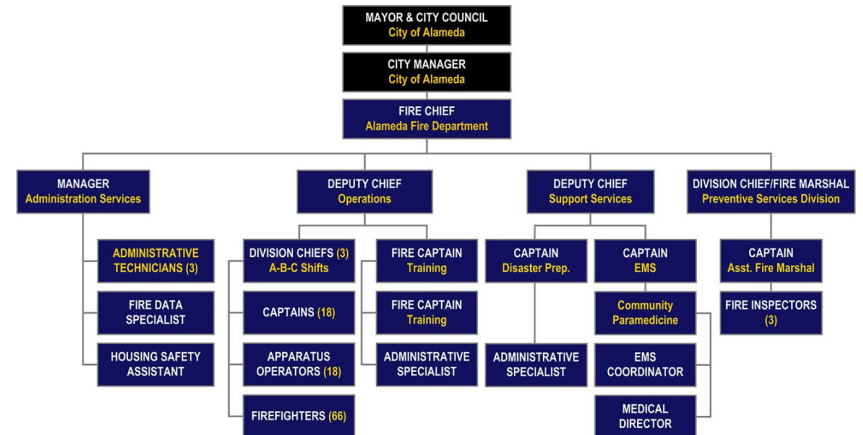 MAYOR & CITY COUNCIL
City of Alameda
CITY MANAGER
City of Alameda
FIRE CHIEF
Alameda Fire Department
MANAGER
Administration Services
DEPUTY CHIEF
Operations
DEPUTY CHIEF
Support Services
DIVISION CHIEF/FIRE MARSHAL
Preventive Services Division
ADMINISTRATIVE
TECHNICIANS (3)
FIRE DATA
SPECIALIST
HOUSING SAFETY
ASSISTANT
DIVISION CHIEFS (3)
A-B-C Shifts
CAPTAINS (18)
APPARATUS
OPERATORS (18)
FIREFIGHTERS (66)
FIRE CAPTAIN
Training
FIRE CAPTAIN
Training
ADMINISTRATIVE
SPECIALIST
CAPTAIN
Disaster Prep.
ADMINISTRATIVE
SPECIALIST
CAPTAIN
EMS
Community
Paramedicine
EMS
COORDINATOR
MEDICAL
DIRECTOR
CAPTAIN
Asst. Fire Marshal
FIRE INSPECTORS
(3)